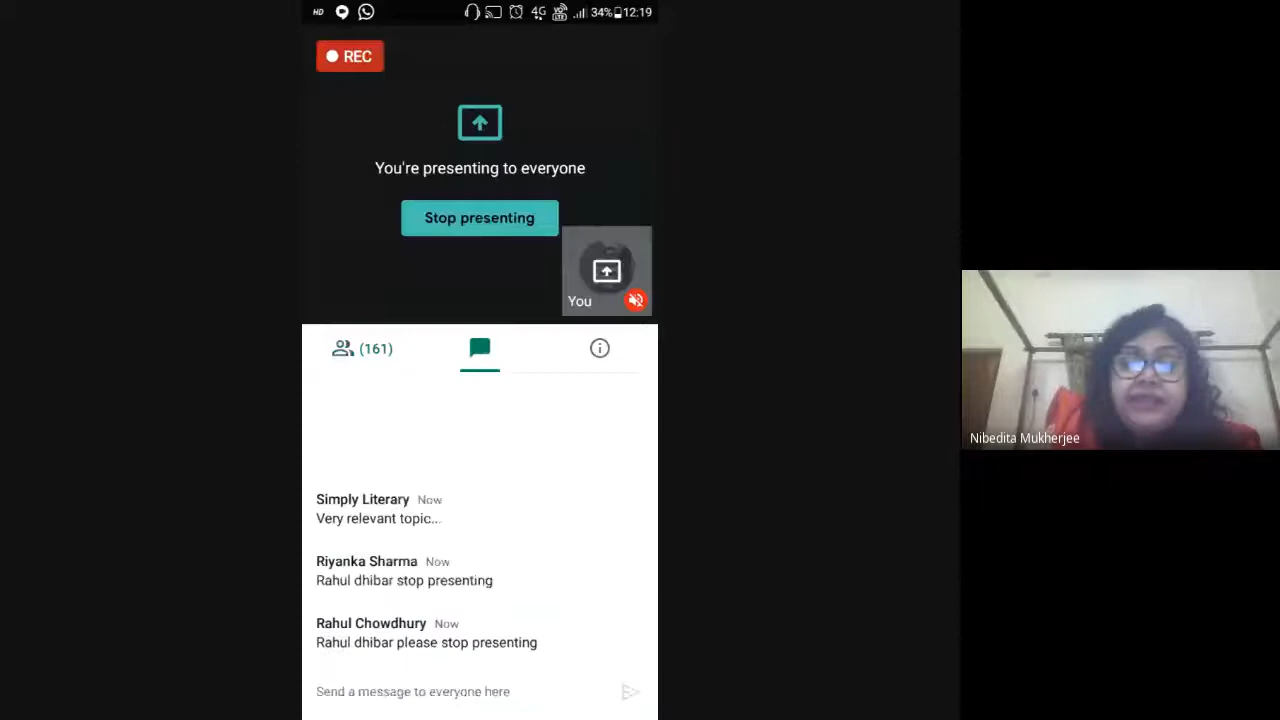 HD 4G VO LTE 34% 12:19
REC
You're presenting to everyone
Stop presenting
You
(161)
Simply Literary Now
Very relevant topic...
Riyanka Sharma Now
Rahul dhibar stop presenting
Rahul Chowdhury Now
Rahul dhibar please stop presenting
Send a message to everyone here
Nibedita Mukherjee